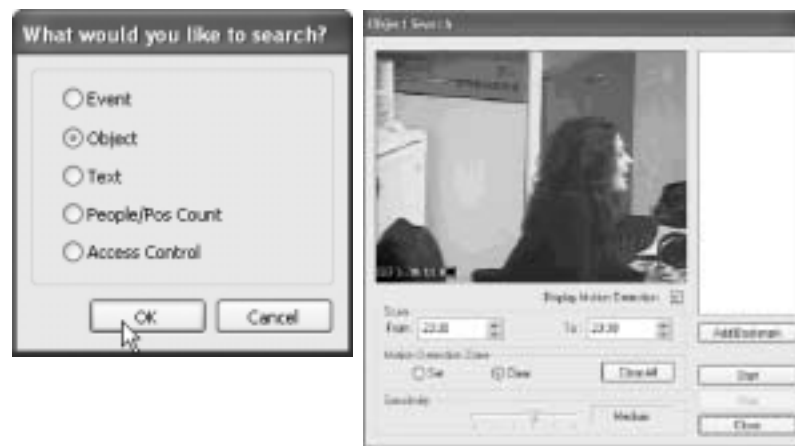 What would you like to search?
Event
Object
Text
People/Pos Count
Access Control
OK
Cancel
Object Search
Display Motion Detection
From
To
Motion Detection Zone
Set
Clear
Clear All
Sensitivity
Medium
Add Bookmark
Start
Close